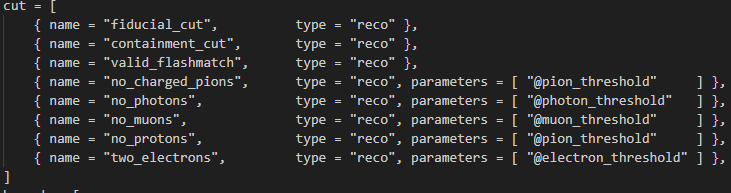 cut = [
    { name = "fiducial_cut",       type = "reco" },
    { name = "containment_cut",    type = "reco" },
    { name = "valid_flashmatch",   type = "reco" },
    { name = "no_charged_pions",   type = "reco", parameters = [ "@pion_threshold"     ] },
    { name = "no_photons",         type = "reco", parameters = [ "@photon_threshold"   ] },
    { name = "no_muons",           type = "reco", parameters = [ "@muon_threshold"     ] },
    { name = "no_protons",         type = "reco", parameters = [ "@pion_threshold"     ] },
    { name = "two_electrons",      type = "reco", parameters = [ "@electron_threshold" ] },
]